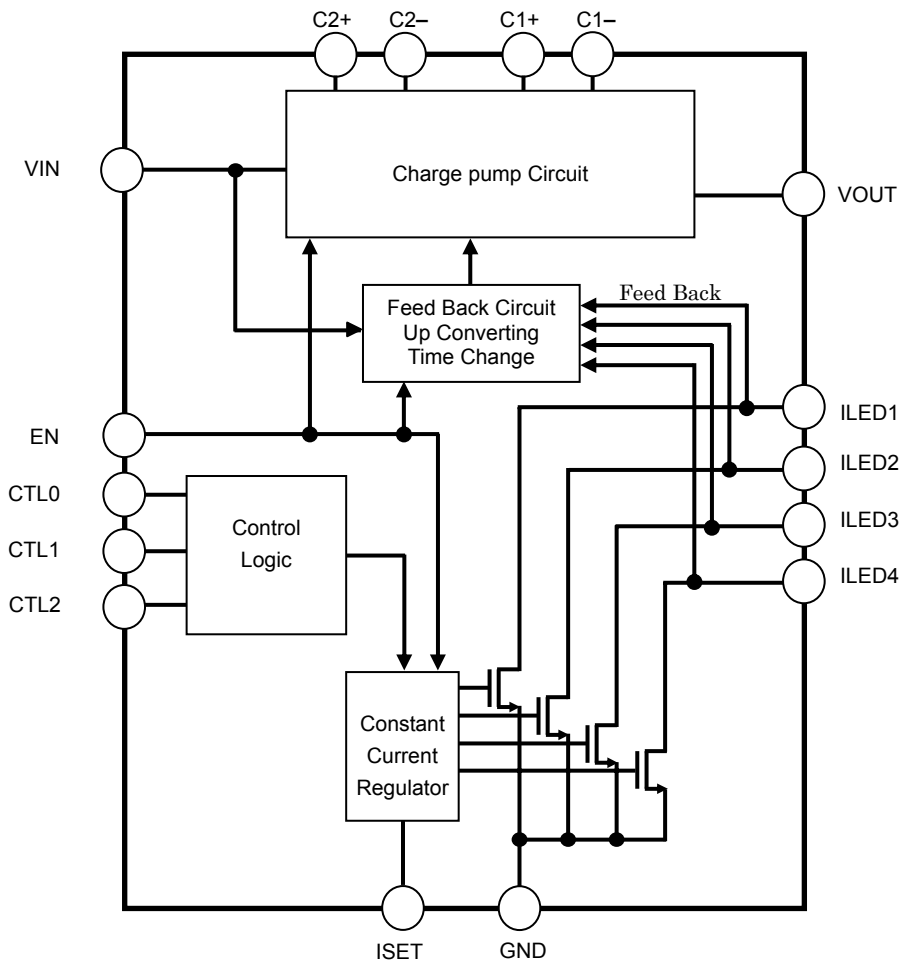 C2+
C2–
C1+
C1–
VIN
Charge pump Circuit
VOUT
Feed Back
Feed Back Circuit
Up Converting
Time Change
ILED1
EN
ILED2
CTL0
Control
Logic
ILED3
CTL1
ILED4
CTL2
Constant
Current
Regulator
ISET
GND